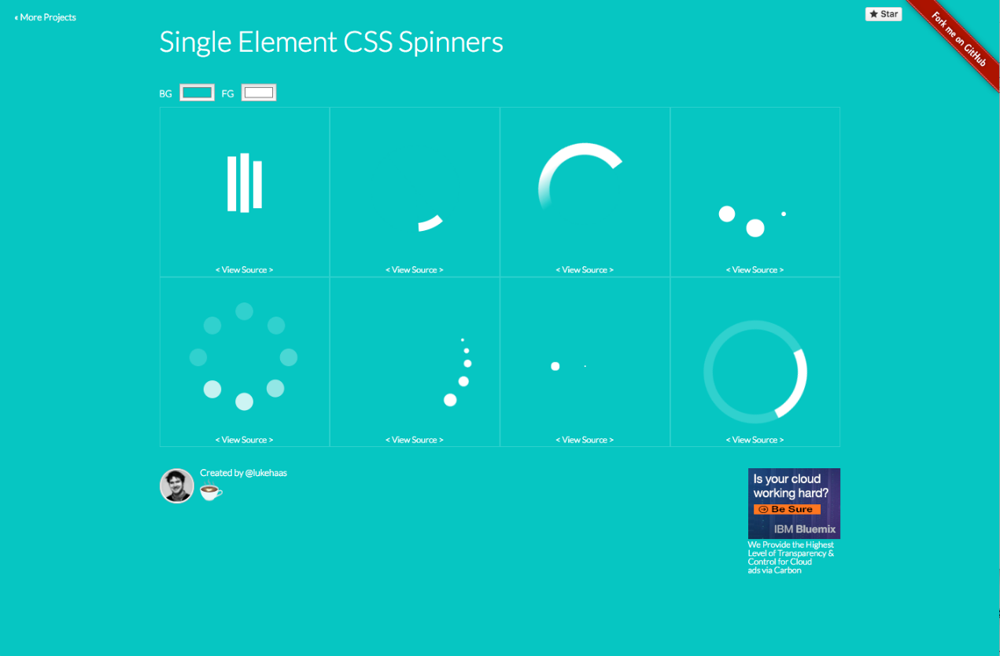 « More Projects
Star
Fork me on GitHub
Single Element CSS Spinners
BG FG
< View Source > < View Source > < View Source > < View Source >
< View Source > < View Source > < View Source > < View Source >
Created by @lukehaas
Is your cloud
working hard?
Be Sure
IBM Bluemix
We Provide the Highest
Level of Transparency &
Control for Cloud
ads via Carbon